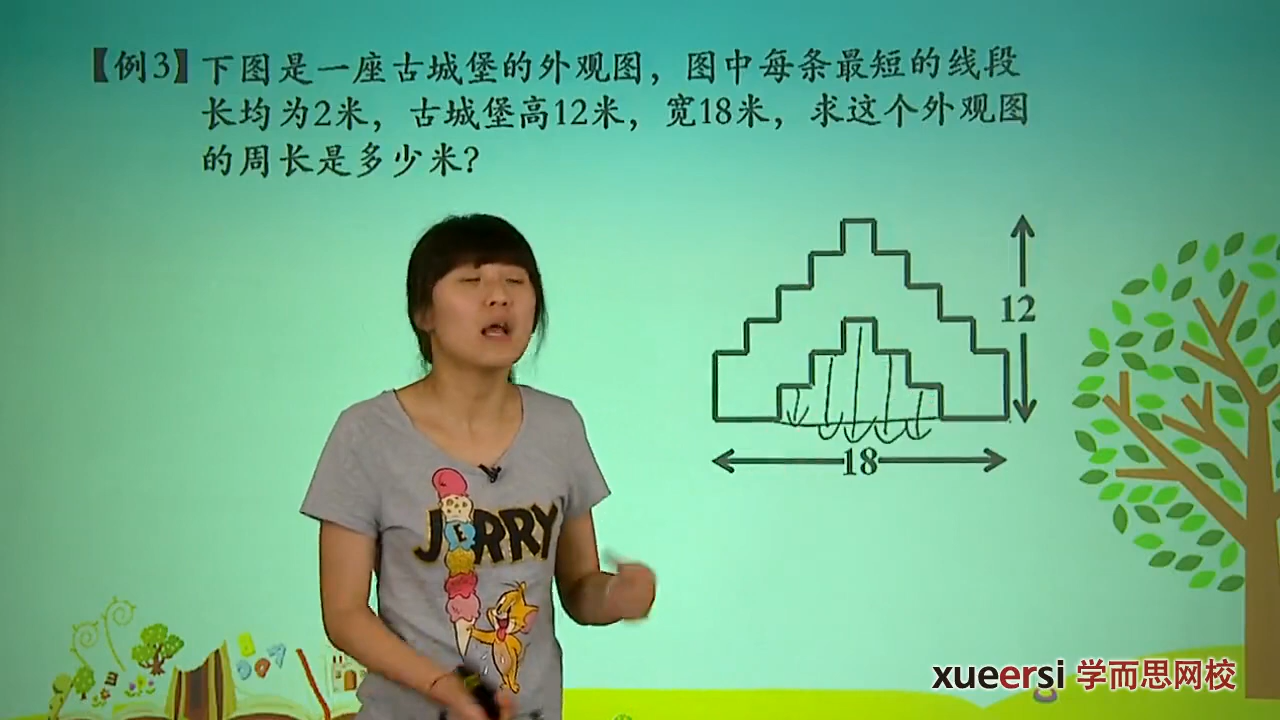 【例3】下图是一座古城堡的外观图，图中每条最短的线段
长均为2米，古城堡高12米，宽18米，求这个外观图
的周长是多少米？
12
18
JERRY
xueersi 学而思网校